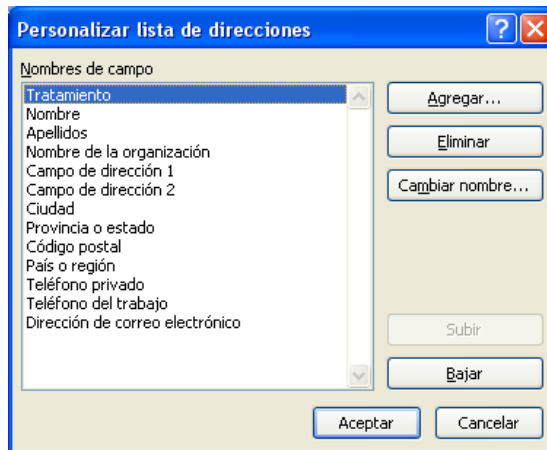 Personalizar lista de direcciones
Nombres de campo
Tratamiento
Nombre
Apellidos
Nombre de la organización
Campo de dirección 1
Campo de dirección 2
Ciudad
Provincia o estado
Código postal
País o región
Teléfono privado
Teléfono del trabajo
Dirección de correo electrónico
Agregar...
Eliminar
Cambiar nombre...
Subir
Bajar
Aceptar
Cancelar